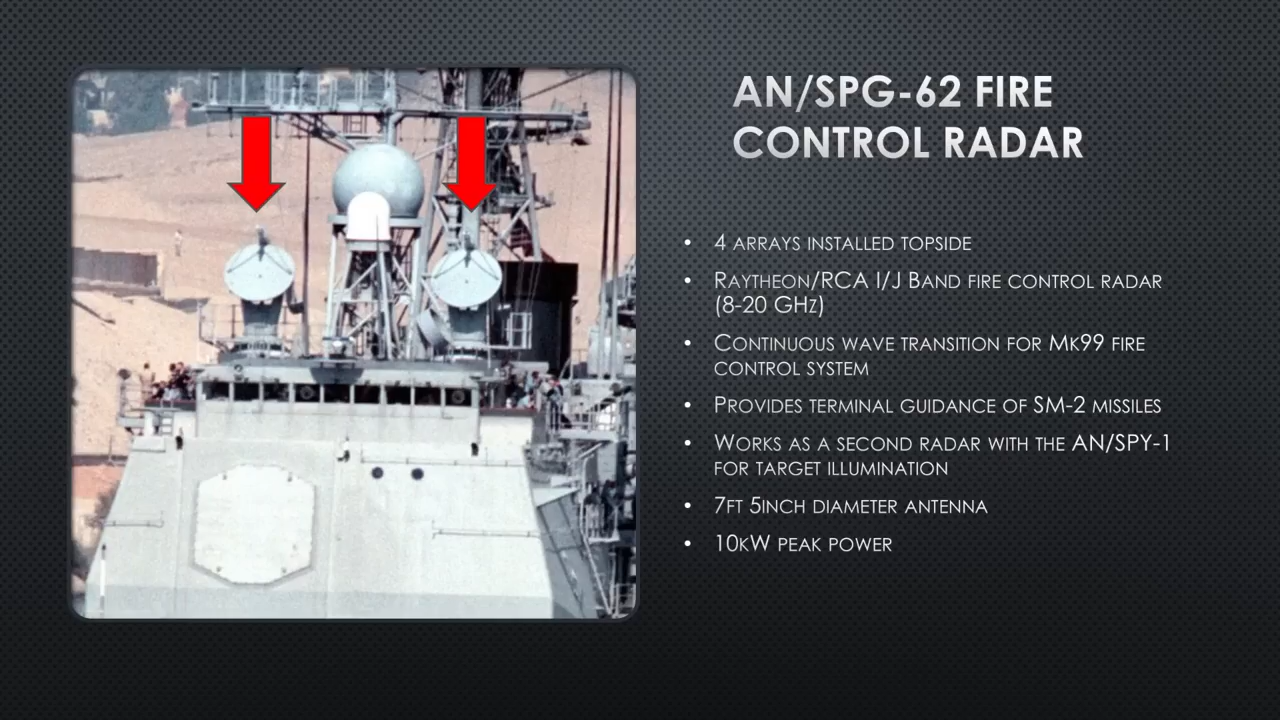 AN/SPG-62 FIRE
CONTROL RADAR
• 4 ARRAYS INSTALLED TOPSIDE
• RAYTHEON/RCA I/J BAND FIRE CONTROL RADAR
(8-20 GHZ)
• CONTINUOUS WAVE TRANSITION FOR MK99 FIRE
CONTROL SYSTEM
• PROVIDES TERMINAL GUIDANCE OF SM-2 MISSILES
• WORKS AS A SECOND RADAR WITH THE AN/SPY-1
FOR TARGET ILLUMINATION
• 7FT 5INCH DIAMETER ANTENNA
• 10KW PEAK POWER